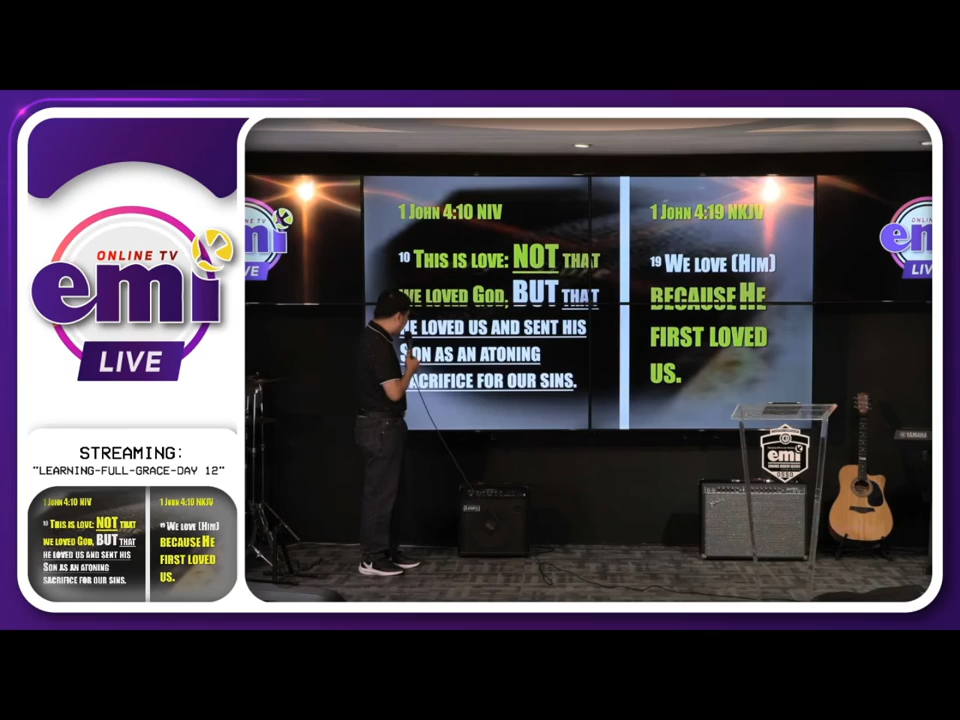 ONLINE TV
emi
LIVE
STREAMING:
"LEARNING-FULL-GRACE-DAY 12"
1 JOHN 4:10 NIV
10 THIS IS LOVE: NOT THAT
WE LOVED GOD, BUT THAT
HE LOVED US AND SENT HIS
SON AS AN ATONING
SACRIFICE FOR OUR SINS.
1 JOHN 4:19 NKJV
19 WE LOVE (HIM)
BECAUSE HE
FIRST LOVED
US.
1 JOHN 4:10 NIV
10 THIS IS LOVE: NOT THAT
WE LOVED GOD, BUT THAT
HE LOVED US AND SENT HIS
SON AS AN ATONING
SACRIFICE FOR OUR SINS.
1 JOHN 4:19 NKJV
19 WE LOVE (HIM)
BECAUSE HE
FIRST LOVED
US.
emi
YAMAHA